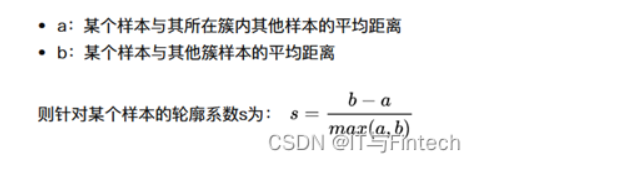 • a：某个样本与其所在簇内其他样本的平均距离
• b：某个样本与其他簇样本的平均距离
则针对某个样本的轮廓系数s为： s = \frac{b - a}{max(a, b)}
CSDN @IT与Fintech